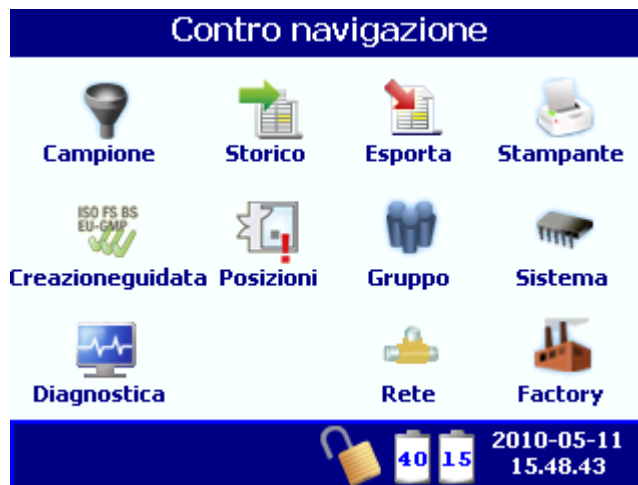 Contro navigazione
Campione Storico Esporta Stampante
ISO FS BS
EU-GMP
Creazioneguidata Posizioni Gruppo Sistema
Diagnostica Rete Factory
40 15 2010-05-11
15.48.43